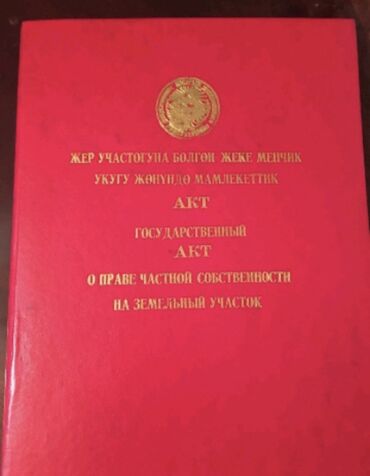 ЖЕР УЧАСТОГУНА БОЛГОН ЖЕКЕ МЕНЧИК
УКУГУ ЖӨНҮНДӨ МАМЛЕКЕТТИК
АКТ
ГОСУДАРСТВЕННЫЙ
АКТ
О ПРАВЕ ЧАСТНОЙ СОБСТВЕННОСТИ
НА ЗЕМЕЛЬНЫЙ УЧАСТОК